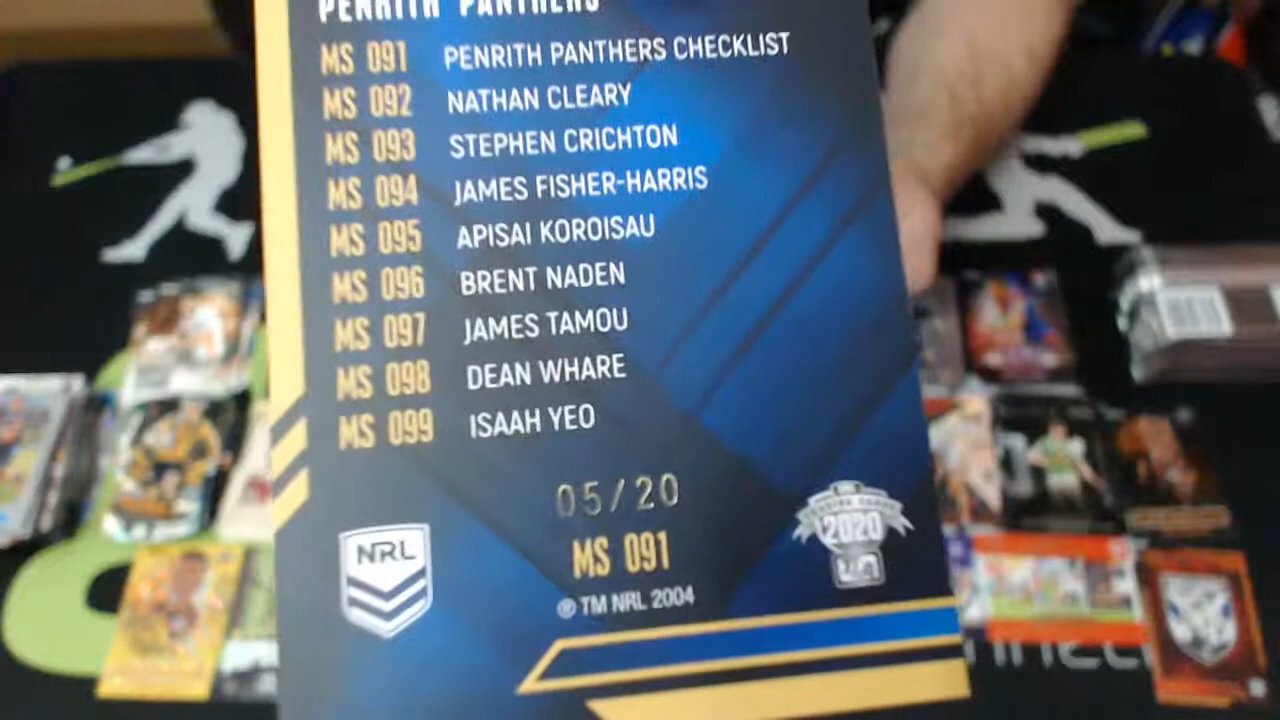 PENRITH PANTHERS
MS 091 PENRITH PANTHERS CHECKLIST
MS 092 NATHAN CLEARY
MS 093 STEPHEN CRICHTON
MS 094 JAMES FISHER-HARRIS
MS 095 APISAI KOROISAU
MS 096 BRENT NADEN
MS 097 JAMES TAMOU
MS 098 DEAN WHARE
MS 099 ISAAH YEO
05/20
NRL
MS 091
2020
® TM NRL 2004